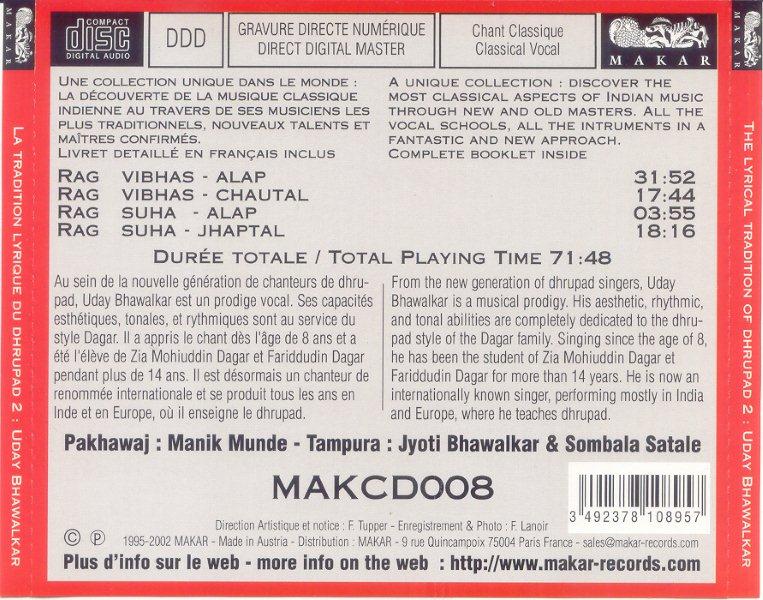 MAKAR
LA TRADITION LYRIQUE DU DHRUPAD 2 : UDAY BHAWALKAR
COMPACT
disc
DIGITAL AUDIO
DDD
GRAVURE DIRECTE NUMÉRIQUE
DIRECT DIGITAL MASTER
Chant Classique
Classical Vocal
MAKAR
UNE COLLECTION UNIQUE DANS LE MONDE :
LA DÉCOUVERTE DE LA MUSIQUE CLASSIQUE
INDIENNE AU TRAVERS DE SES MUSICIENS LES
PLUS TRADITIONNELS, NOUVEAUX TALENTS ET
MAÎTRES CONFIRMÉS.
LIVRET DETAILLÉ EN FRANÇAIS INCLUS
A UNIQUE COLLECTION : DISCOVER THE
MOST CLASSICAL ASPECTS OF INDIAN MUSIC
THROUGH NEW AND OLD MASTERS. ALL THE
VOCAL SCHOOLS, ALL THE INTRUMENTS IN A
FANTASTIC AND NEW APPROACH.
COMPLETE BOOKLET INSIDE
RAG VIBHAS - ALAP 31:52
RAG VIBHAS - CHAUTAL 17:44
RAG SUHA - ALAP 03:55
RAG SUHA - JHAPTAL 18:16
DURÉE TOTALE / TOTAL PLAYING TIME 71:48
Au sein de la nouvelle génération de chanteurs de dhru-
pad, Uday Bhawalkar est un prodige vocal. Ses capacités
esthétiques, tonales, et rythmiques sont au service du
style Dagar. Il a appris le chant dès l'âge de 8 ans et a
été l'élève de Zia Mohiuddin Dagar et Fariddudin Dagar
pendant plus de 14 ans. Il est désormais un chanteur de
renommée internationale et se produit tous les ans en
Inde et en Europe, où il enseigne le dhrupad.
From the new generation of dhrupad singers, Uday
Bhawalkar is a musical prodigy. His aesthetic, rhythmic,
and tonal abilities are completely dedicated to the dhru-
pad style of the Dagar family. Singing since the age of 8,
he has been the student of Zia Mohiuddin Dagar et
Fariddudin Dagar for more than 14 years. He is now an
internationally known singer, performing mostly in India
and Europe, where he teaches dhrupad.
Pakhawaj : Manik Munde - Tampura : Jyoti Bhawalkar & Sombala Satale
MAKCD008
3 492378 108957
Direction Artistique et notice : F. Tupper - Enregistrement & Photo : F. Lanoir
© ℗ 1995-2002 MAKAR - Made in Austria - Distribution : MAKAR - 9 rue Quincampoix 75004 Paris France - sales@makar-records.com
Plus d'info sur le web - more info on the web : http://www.makar-records.com
MAKAR
THE LYRICAL TRADITION OF DHRUPAD 2 : UDAY BHAWALKAR